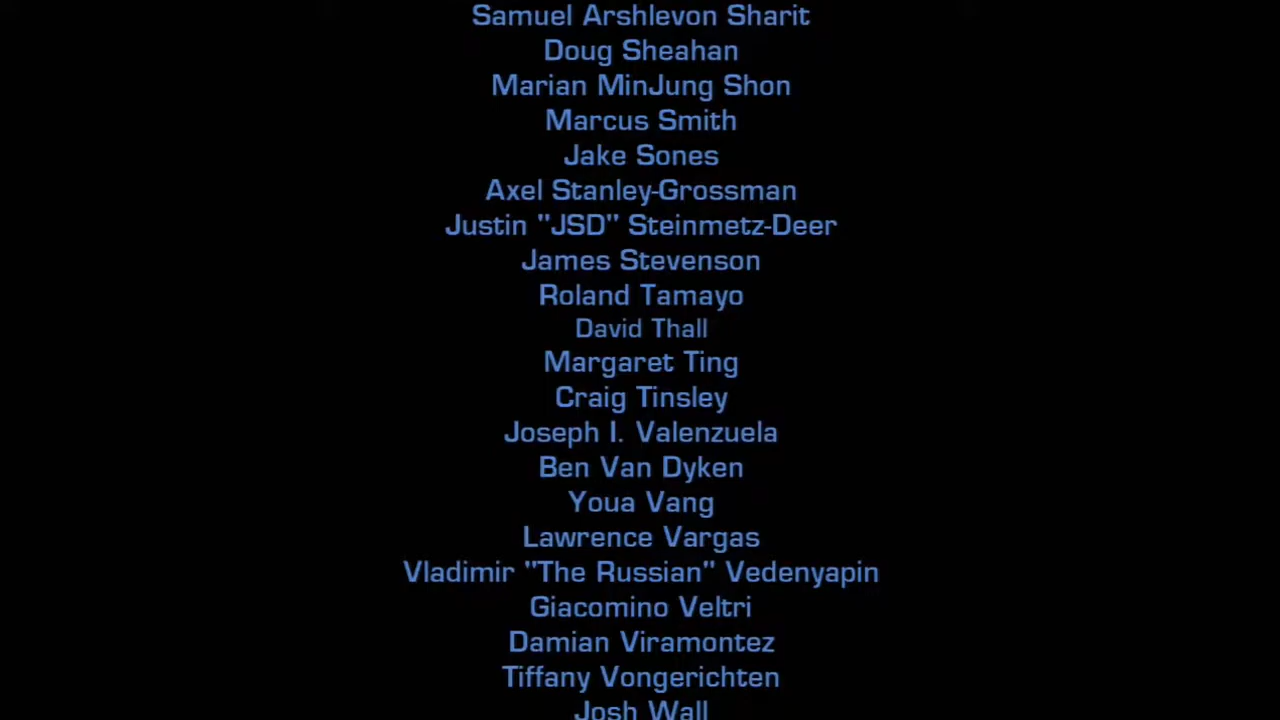 Samuel Arshlevon Sharit
Doug Sheahan
Marian MinJung Shon
Marcus Smith
Jake Sones
Axel Stanley-Grossman
Justin "JSD" Steinmetz-Deer
James Stevenson
Roland Tamayo
David Thall
Margaret Ting
Craig Tinsley
Joseph I. Valenzuela
Ben Van Dyken
Youa Vang
Lawrence Vargas
Vladimir "The Russian" Vedenyapin
Giacomino Veltri
Damian Viramontez
Tiffany Vongerichten
Josh Wall